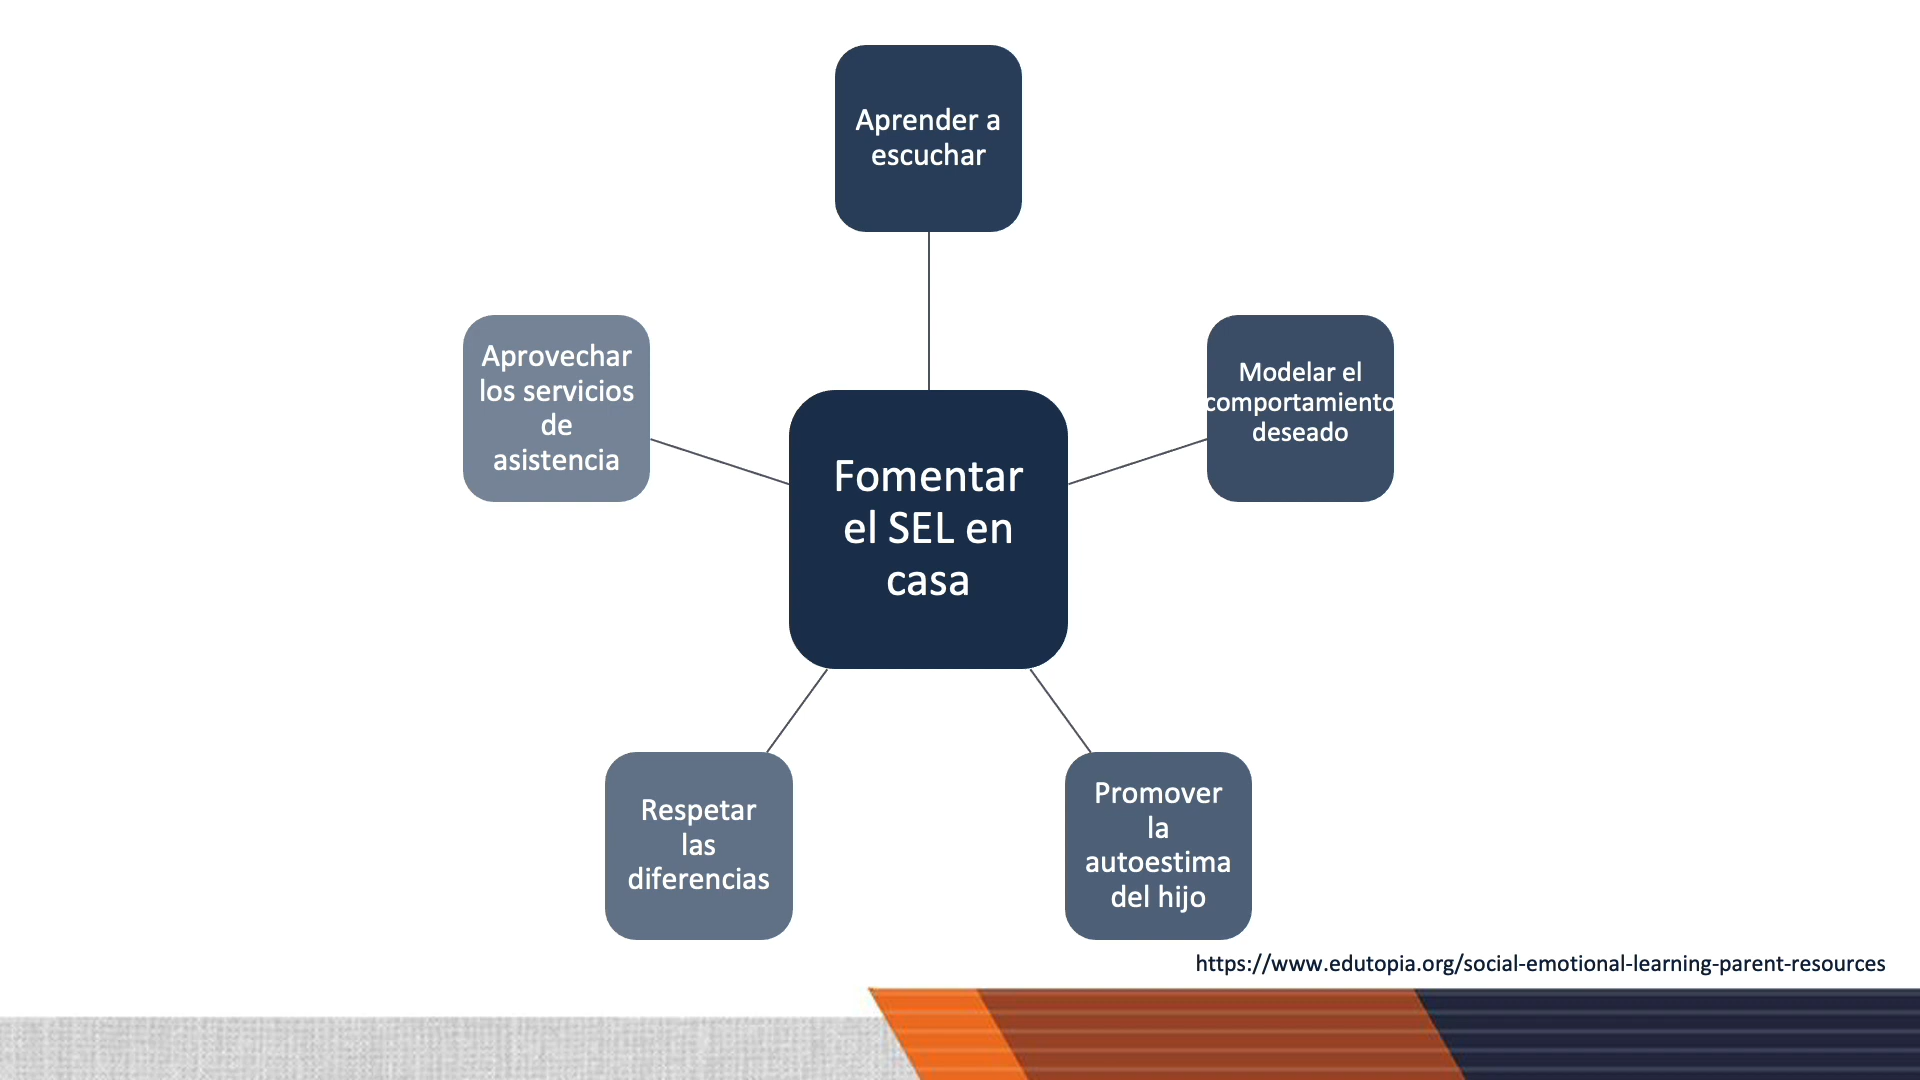 Aprender a
escuchar
Modelar el
comportamiento
deseado
Promover
la
autoestima
del hijo
Respetar
las
diferencias
Aprovechar
los servicios
de
asistencia
Fomentar
el SEL en
casa
https://www.edutopia.org/social-emotional-learning-parent-resources